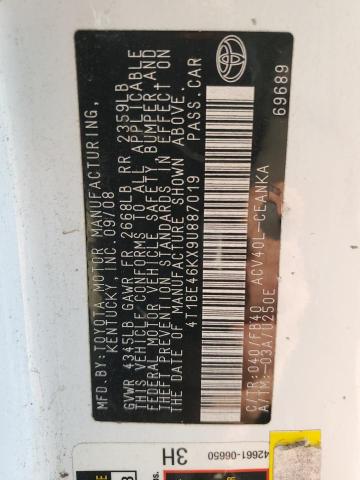 MFD. BY: TOYOTA MOTOR MANUFACTURING,
KENTUCKY INC. 09/08
GVWR 4345LB GAWR FR 2668LB RR 2359LB
THIS VEHICLE CONFORMS TO ALL APPLICABLE
FEDERAL MOTOR VEHICLE SAFETY, BUMPER, AND
THEFT PREVENTION STANDARDS IN EFFECT ON
THE DATE OF MANUFACTURE SHOWN ABOVE.
4T1BE46KX9U887019 PASS. CAR
C/TR:040/FB40 ACV40L-CEANKA
A/TM:-03A/U250E 69689
TOYOTA
42661-06650
3H